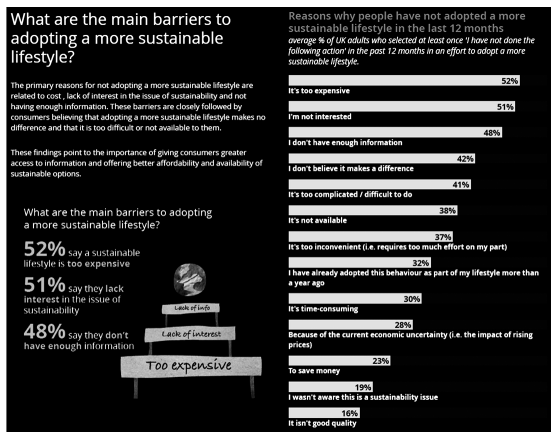 What are the main barriers to
adopting a more sustainable
lifestyle?
The primary reasons for not adopting a more sustainable lifestyle are
related to cost , lack of interest in the issue of sustainability and not
having enough information. These barriers are closely followed by
consumers believing that adopting a more sustainable lifestyle makes no
difference and that it is too difficult or not available to them.
These findings point to the importance of giving consumers greater
access to information and offering better affordability and availability of
sustainable options.
What are the main barriers to adopting
a more sustainable lifestyle?
52% say a sustainable
lifestyle is too expensive
51% say they lack
interest in the issue of
sustainability
48% say they don't
have enough information
Lack of info
Lack of interest
Too expensive
Reasons why people have not adopted a more
sustainable lifestyle in the last 12 months
average % of UK adults who selected at least once 'I have not done the
following action' in the past 12 months in an effort to adopt a more
sustainable lifestyle.
52%
It's too expensive
51%
I'm not interested
48%
I don't have enough information
42%
I don't believe it makes a difference
41%
It's too complicated / difficult to do
38%
It's not available
37%
It's too inconvenient (i.e. requires too much effort on my part)
32%
I have already adopted this behaviour as part of my lifestyle more than
a year ago
30%
It's time-consuming
28%
Because of the current economic uncertainty (i.e. the impact of rising
prices)
23%
To save money
19%
I wasn't aware this is a sustainability issue
16%
It isn't good quality